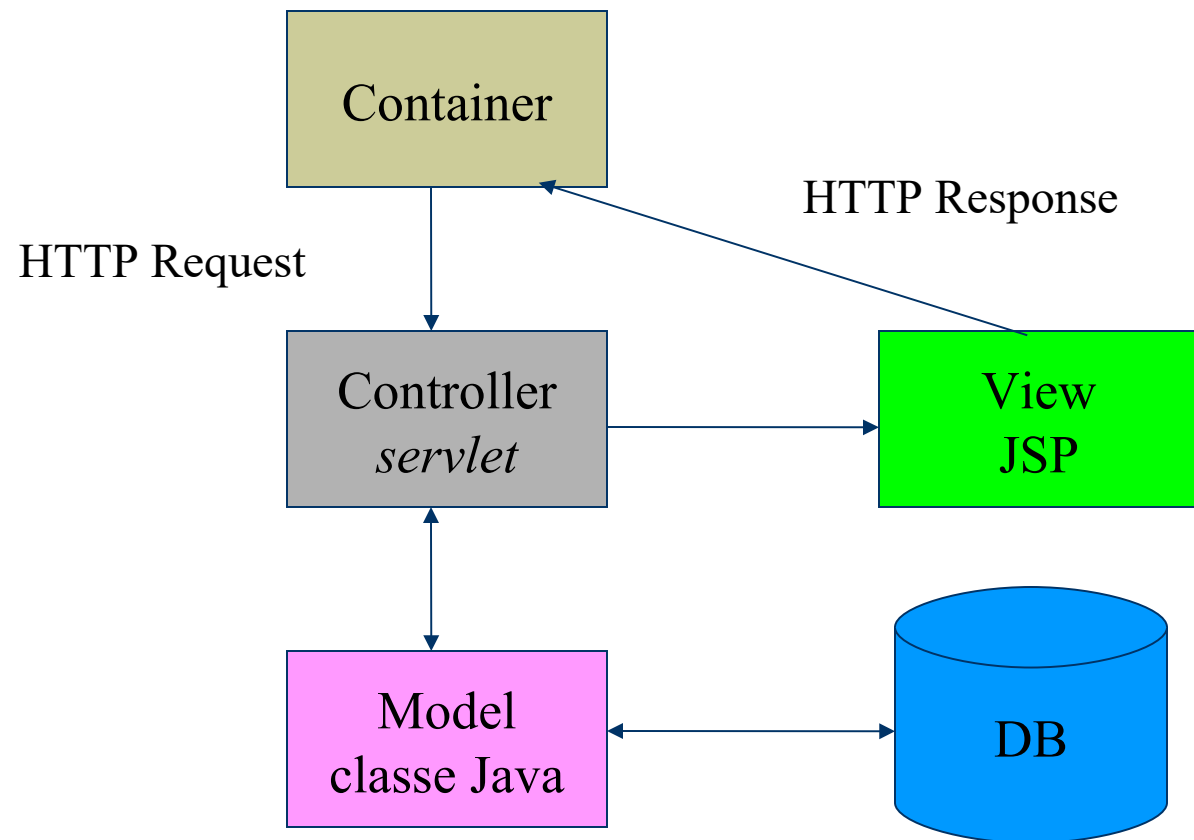 Container
HTTP Response
HTTP Request
Controller
servlet
View
JSP
Model
classe Java
DB